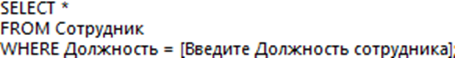 SELECT *
FROM Сотрудник
WHERE Должность = [Введите Должность сотрудника];